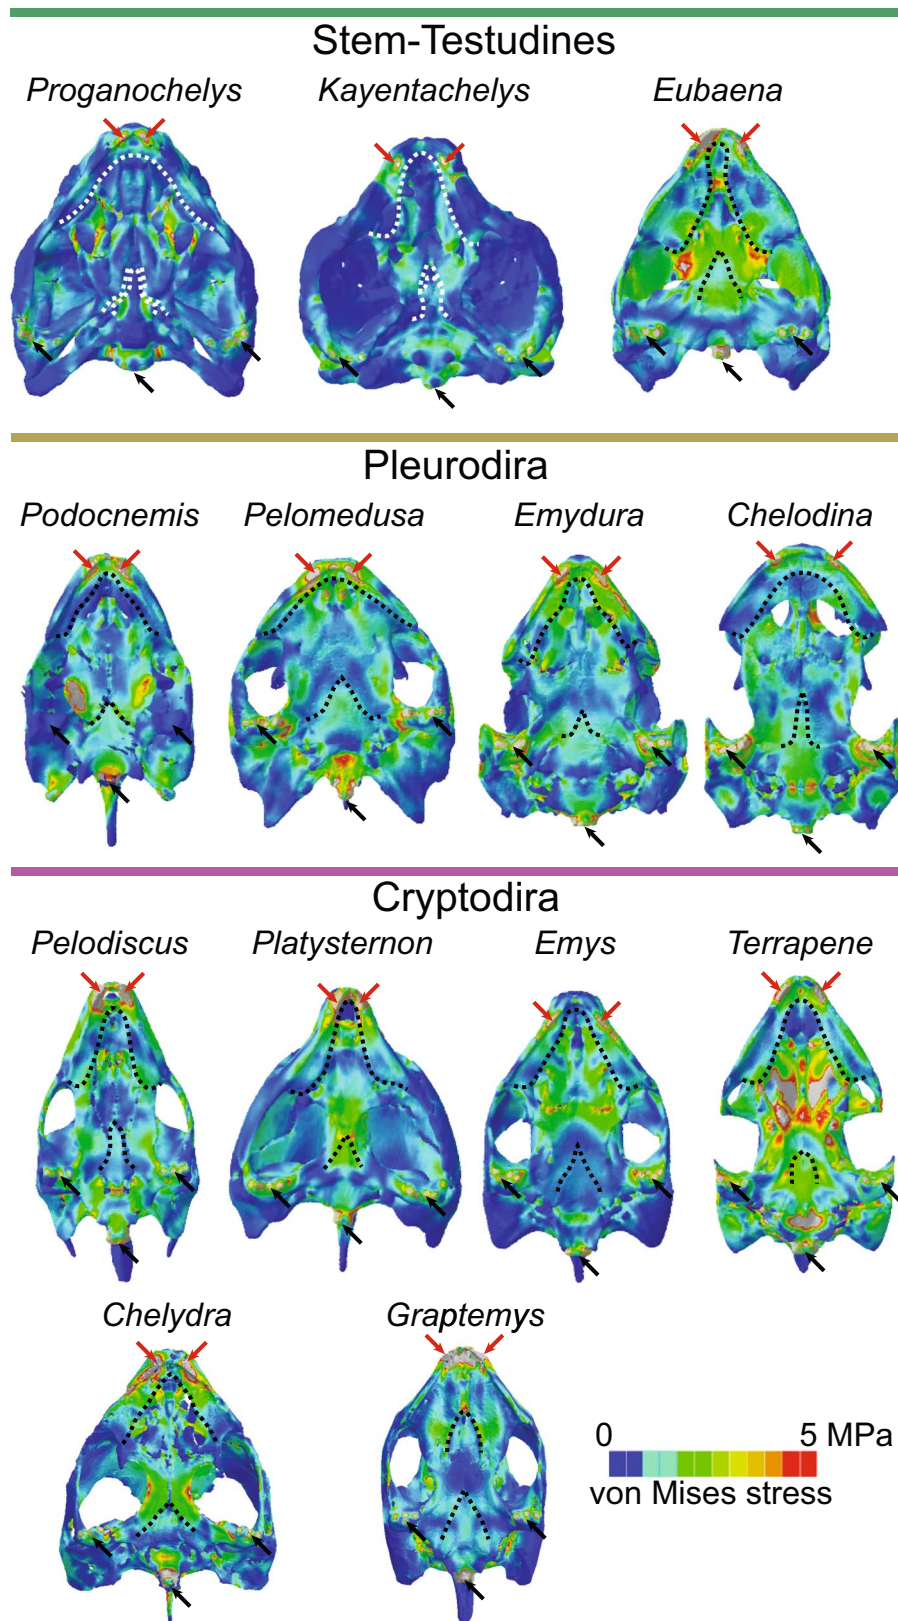 Stem-Testudines
Proganochelys Kayentachelys Eubaena
Pleurodira
Podocnemis Pelomedusa Emydura Chelodina
Cryptodira
Pelodiscus Platysternon Emys Terrapene
Chelydra Graptemys
0 5 MPa
von Mises stress